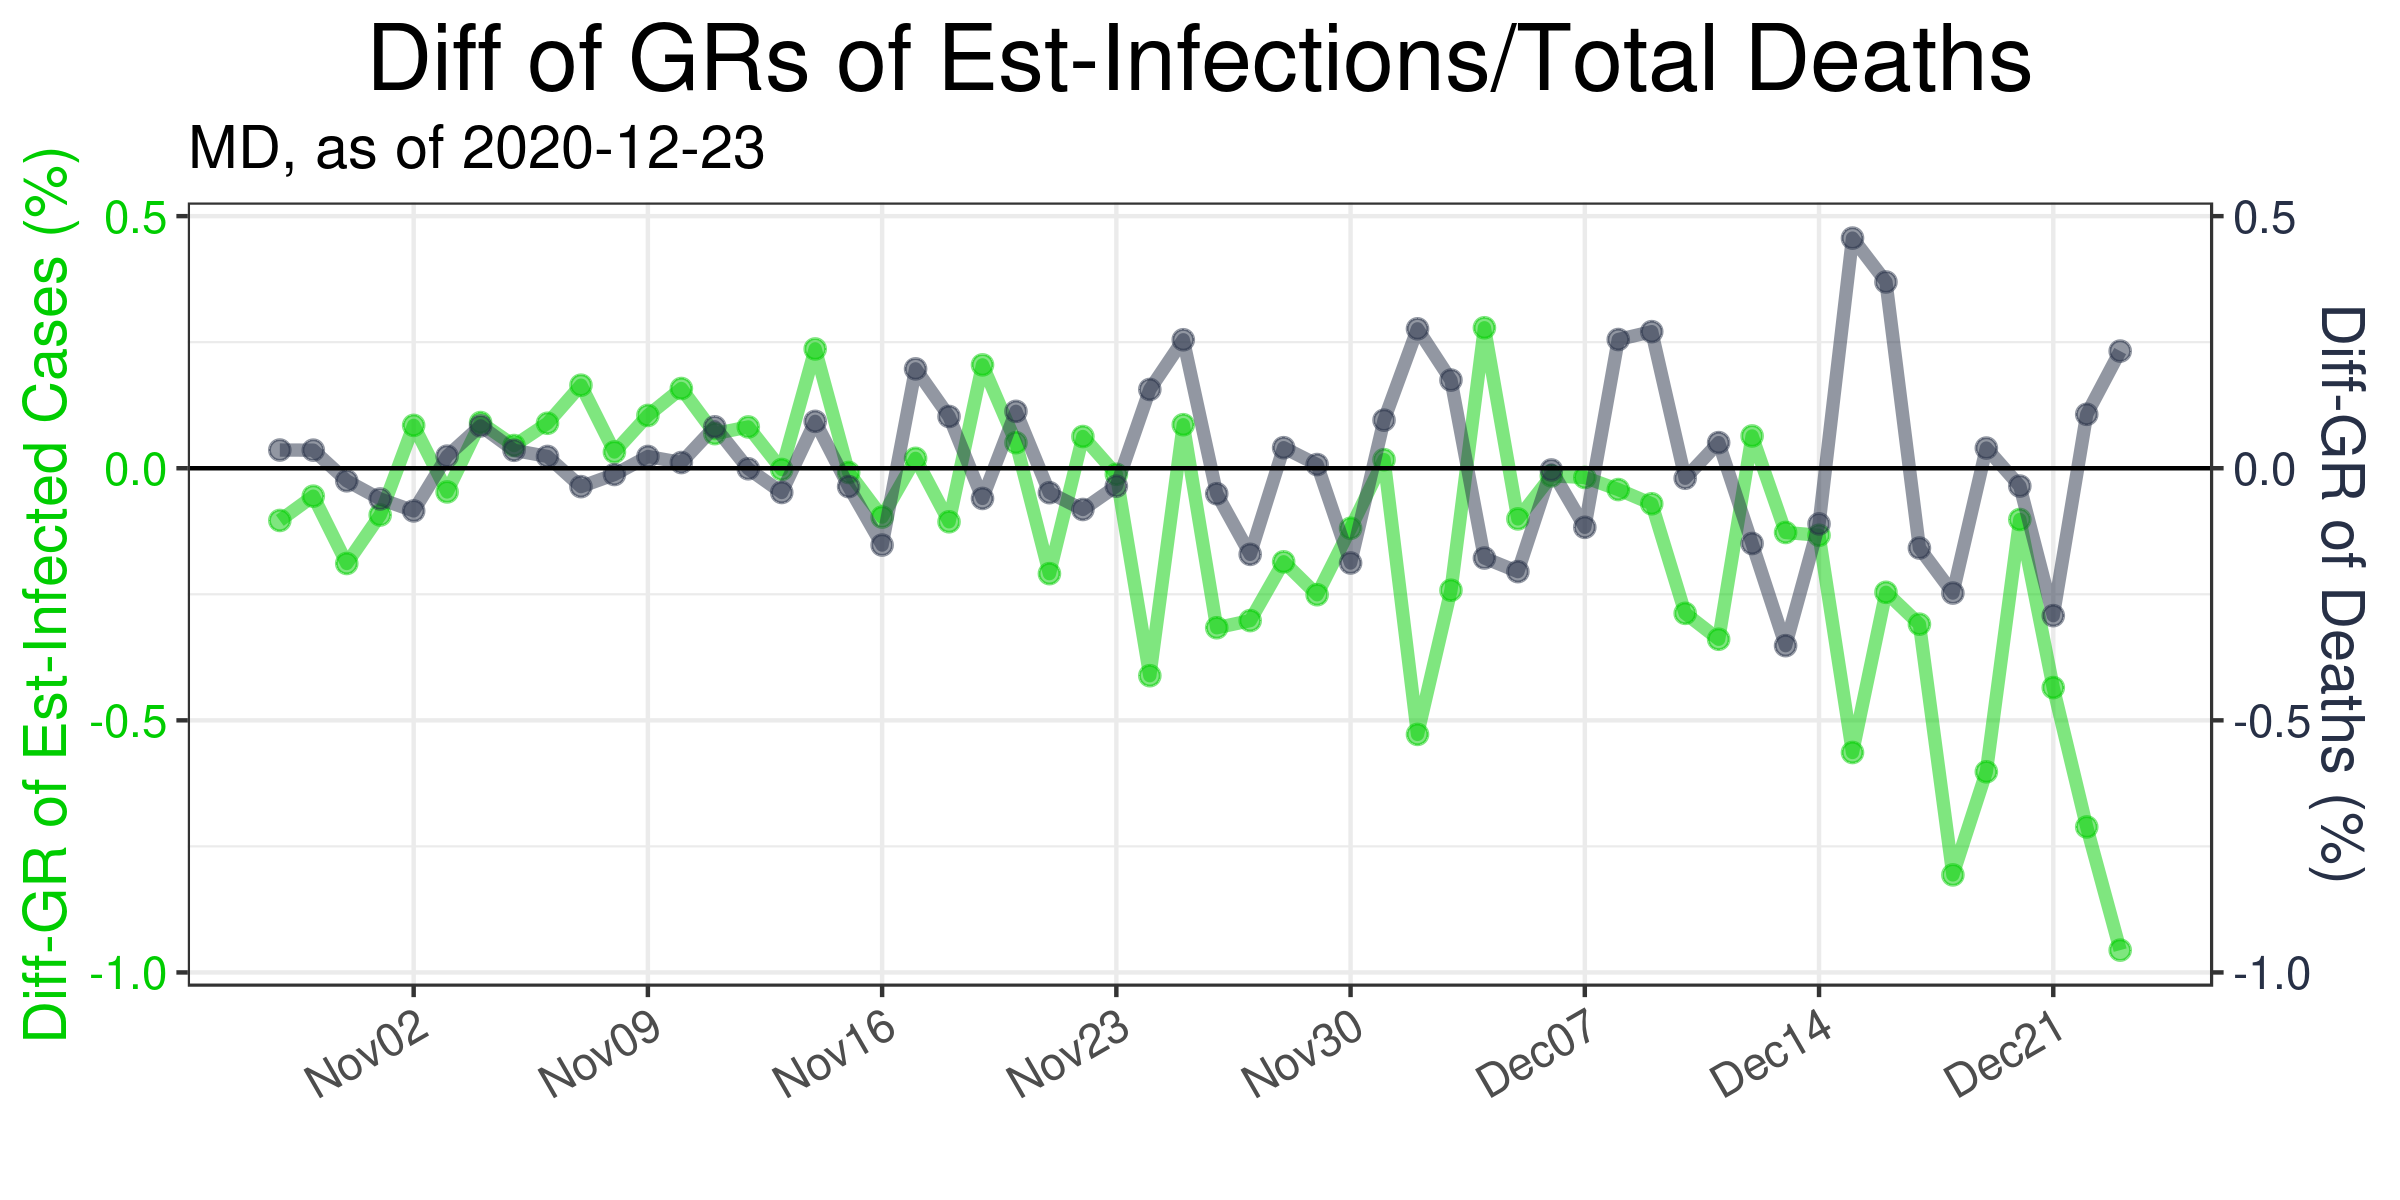 Diff of GRs of Est-Infections/Total Deaths
MD, as of 2020-12-23
Diff-GR of Est-Infected Cases (%)
0.5
0.0
-0.5
-1.0
0.5
0.0
-0.5
-1.0
Diff-GR of Deaths (%)
Nov02
Nov09
Nov16
Nov23
Nov30
Dec07
Dec14
Dec21